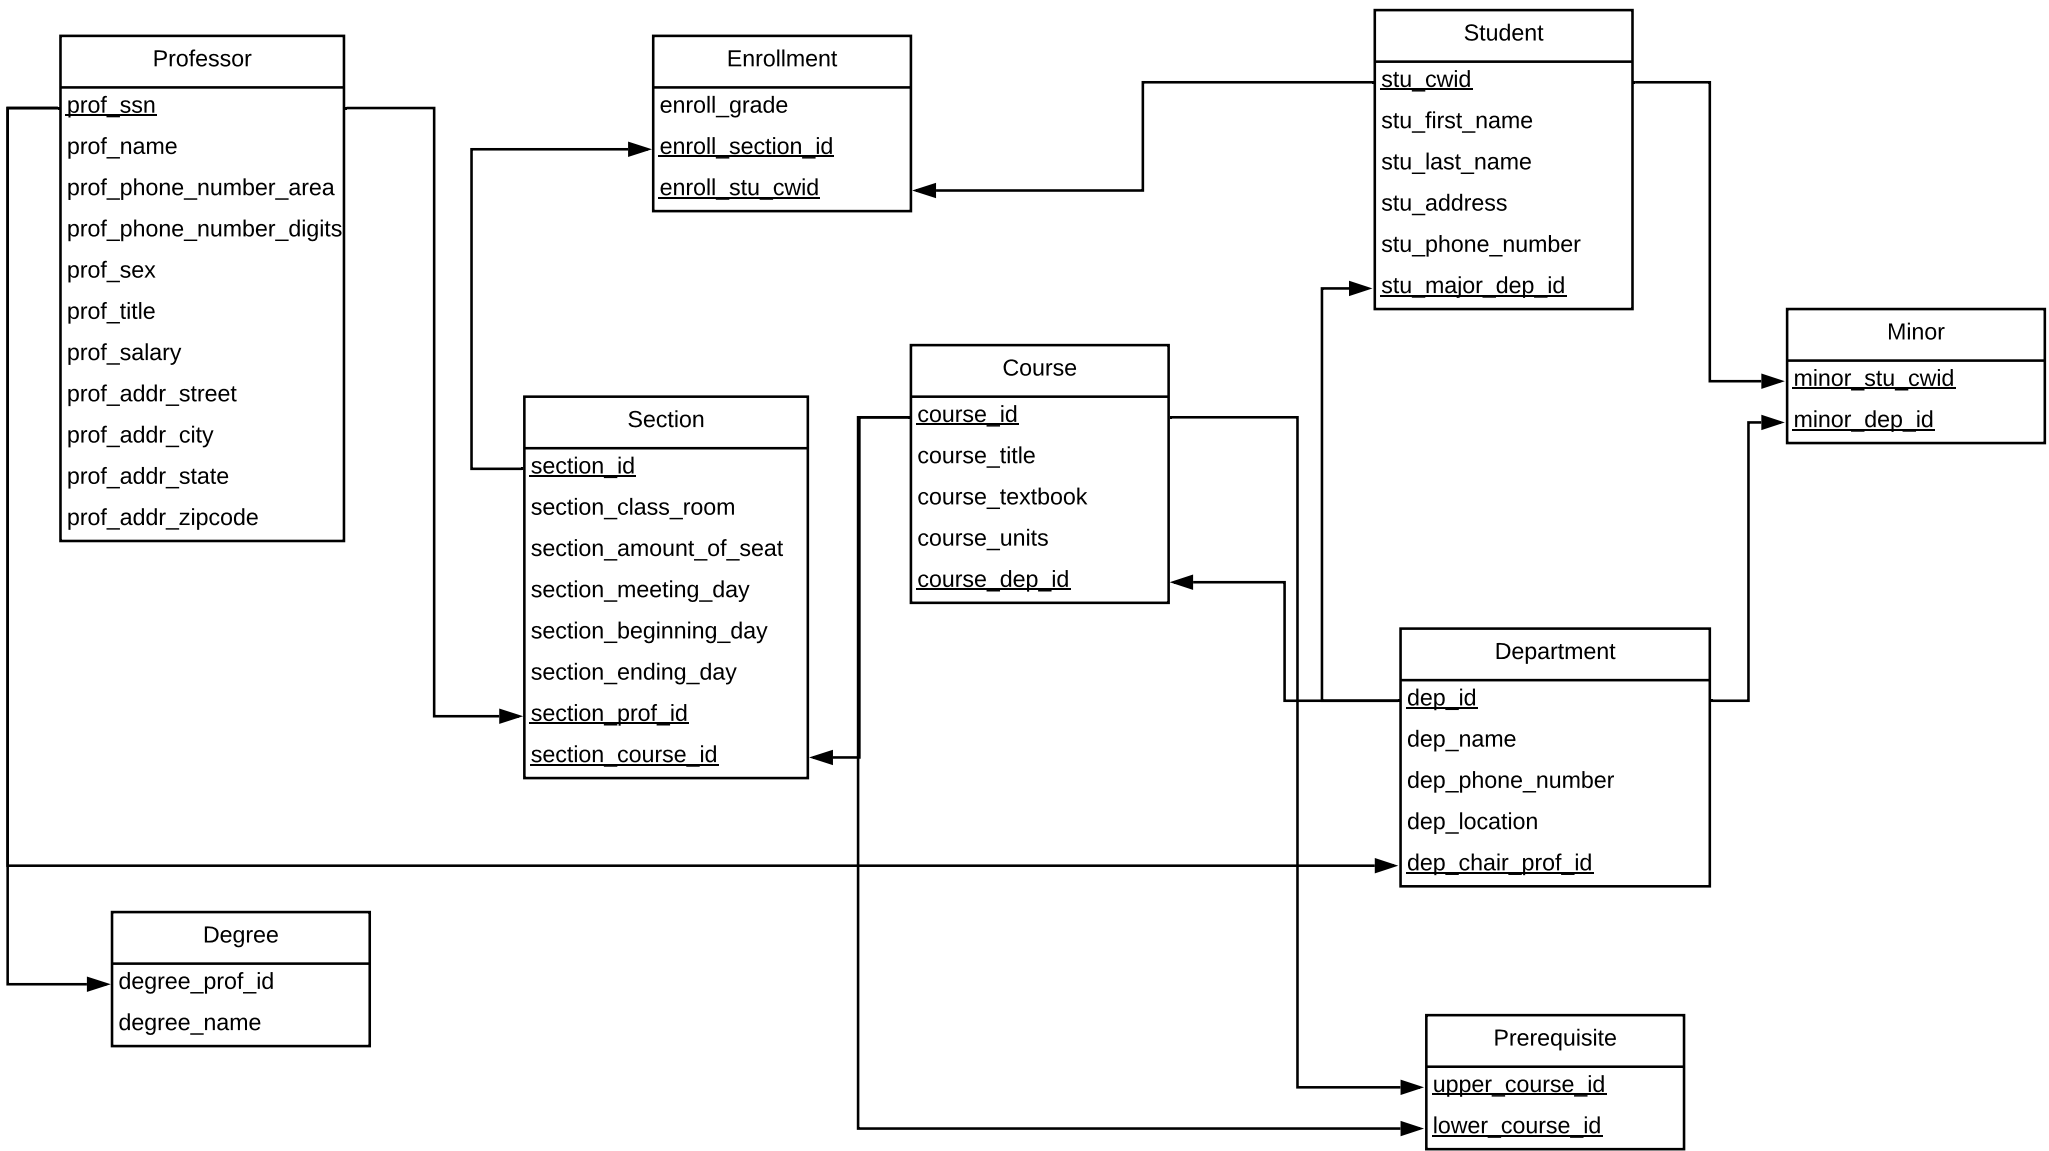 Professor
prof_ssn
prof_name
prof_phone_number_area
prof_phone_number_digits
prof_sex
prof_title
prof_salary
prof_addr_street
prof_addr_city
prof_addr_state
prof_addr_zipcode
Enrollment
enroll_grade
enroll_section_id
enroll_stu_cwid
Student
stu_cwid
stu_first_name
stu_last_name
stu_address
stu_phone_number
stu_major_dep_id
Minor
minor_stu_cwid
minor_dep_id
Course
course_id
course_title
course_textbook
course_units
course_dep_id
Section
section_id
section_class_room
section_amount_of_seat
section_meeting_day
section_beginning_day
section_ending_day
section_prof_id
section_course_id
Department
dep_id
dep_name
dep_phone_number
dep_location
dep_chair_prof_id
Degree
degree_prof_id
degree_name
Prerequisite
upper_course_id
lower_course_id